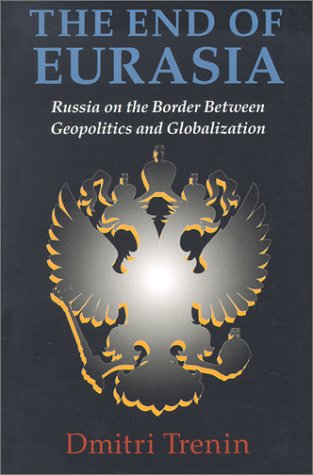 THE END OF
EURASIA
Russia on the Border Between
Geopolitics and Globalization
Dmitri Trenin